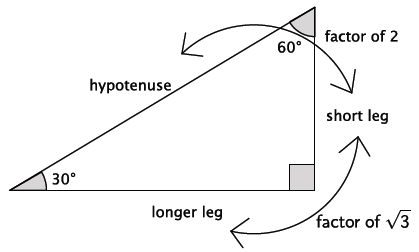 factor of 2
60°
hypotenuse
short leg
30°
longer leg
factor of √3